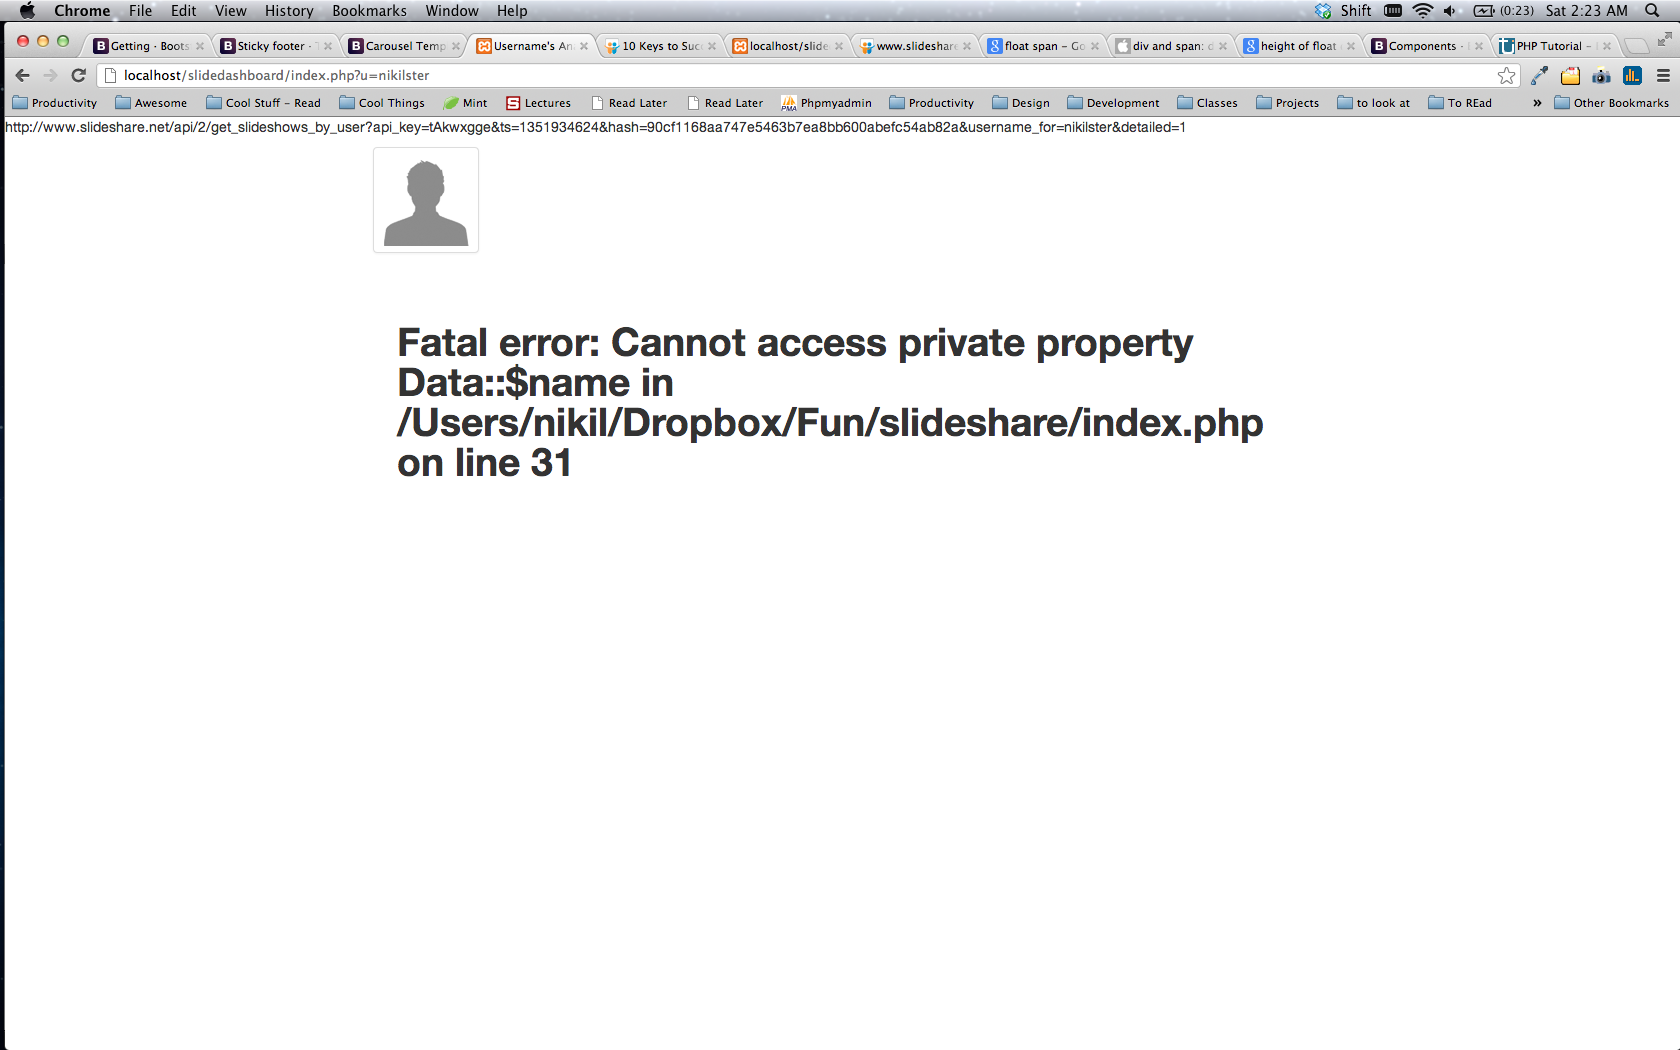 Chrome File Edit View History Bookmarks Window Help Shift (0:23) Sat 2:23 AM
Getting · Boots Sticky footer · Carousel Temp Username's An 10 Keys to Suc localhost/slide www.slideshare float span – Go div and span: d height of float Components · PHP Tutorial –
localhost/slidedashboard/index.php?u=nikilster
Productivity Awesome Cool Stuff – Read Cool Things Mint Lectures Read Later Read Later Phpmyadmin Productivity Design Development Classes Projects to look at To REad » Other Bookmarks
http://www.slideshare.net/api/2/get_slideshows_by_user?api_key=tAkwxgge&ts=1351934624&hash=90cf1168aa747e5463b7ea8bb600abefc54ab82a&username_for=nikilster&detailed=1
Fatal error: Cannot access private property
Data::$name in
/Users/nikil/Dropbox/Fun/slideshare/index.php
on line 31